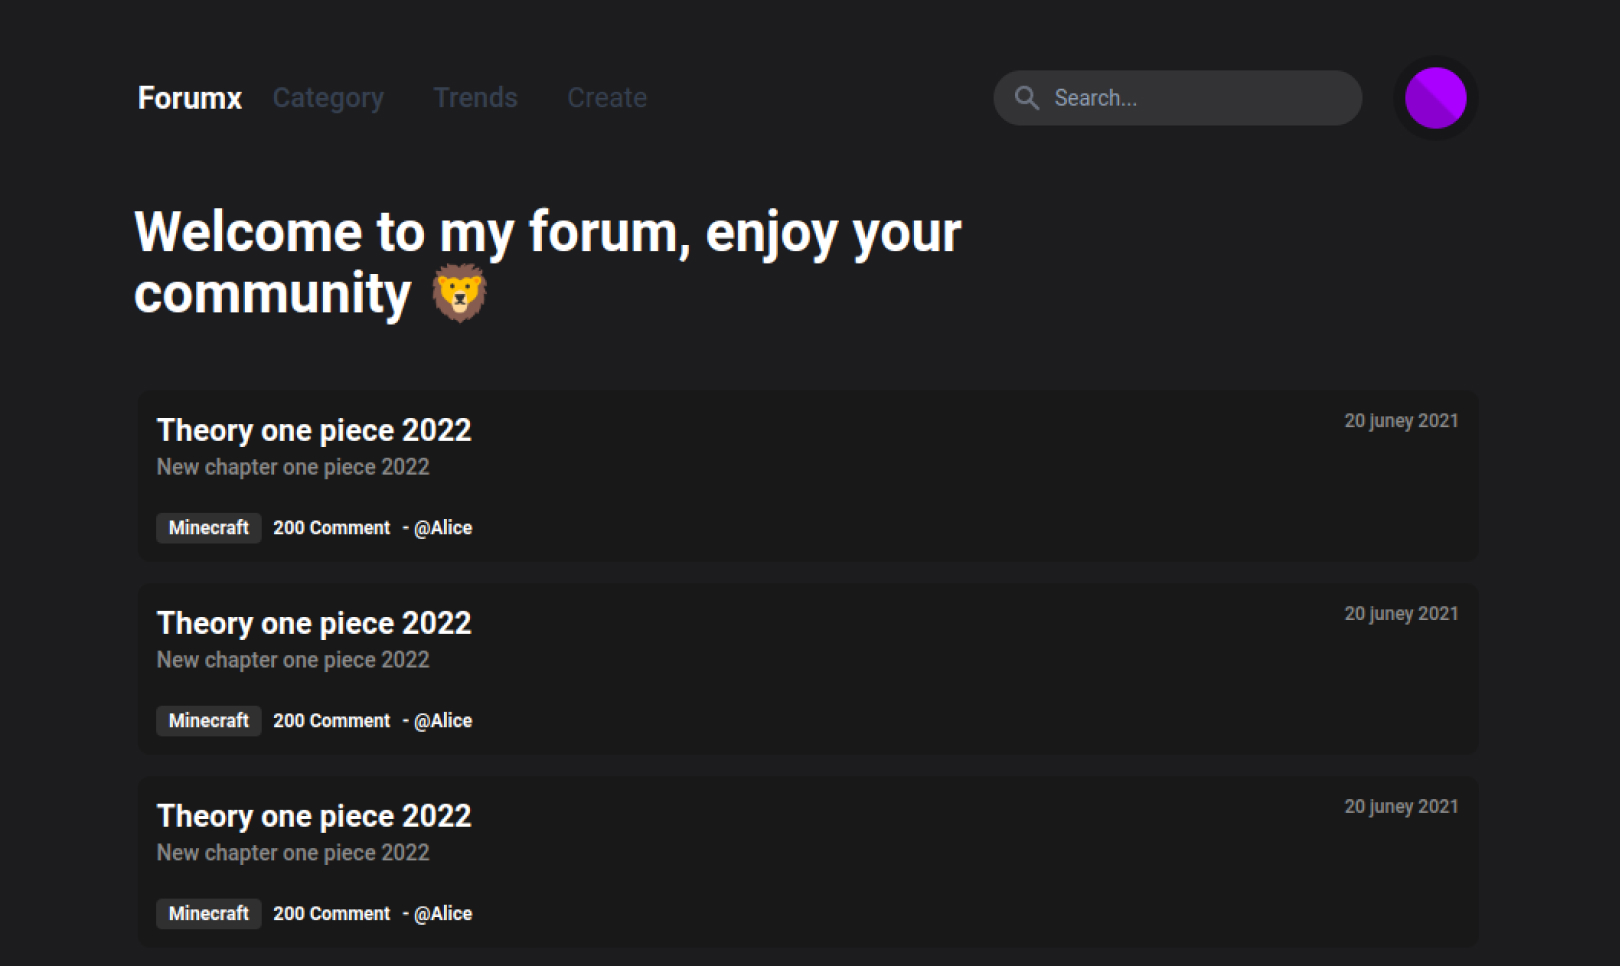 Forumx Category Trends Create Search...
Welcome to my forum, enjoy your
community 🦁
Theory one piece 2022 20 juney 2021
New chapter one piece 2022
Minecraft 200 Comment - @Alice
Theory one piece 2022 20 juney 2021
New chapter one piece 2022
Minecraft 200 Comment - @Alice
Theory one piece 2022 20 juney 2021
New chapter one piece 2022
Minecraft 200 Comment - @Alice